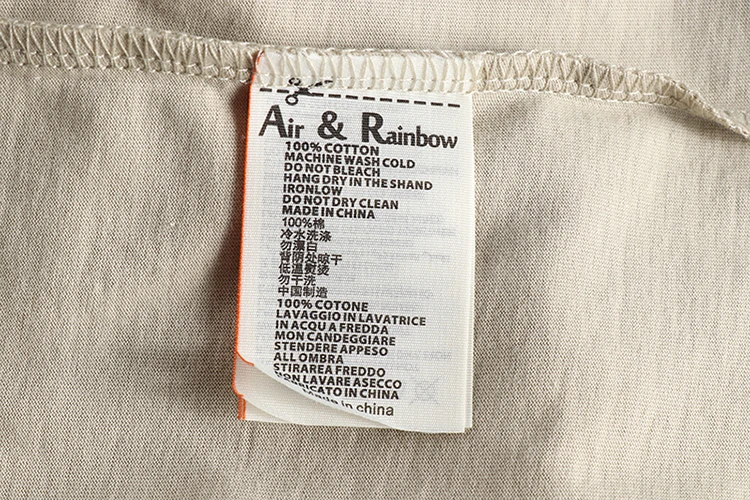 Air & Rainbow
100% COTTON
MACHINE WASH COLD
DO NOT BLEACH
HANG DRY IN THE SHAND
IRONLOW
DO NOT DRY CLEAN
MADE IN CHINA
100%棉
冷水洗涤
勿漂白
背阴处晾干
低温熨烫
勿干洗
中国制造
100% COTONE
LAVAGGIO IN LAVATRICE
IN ACQU A FREDDA
MON CANDEGGIARE
STENDERE APPESO
ALL OMBRA
STIRAREA FREDDO
NON LAVARE ASECCO
IN CHINA
in china